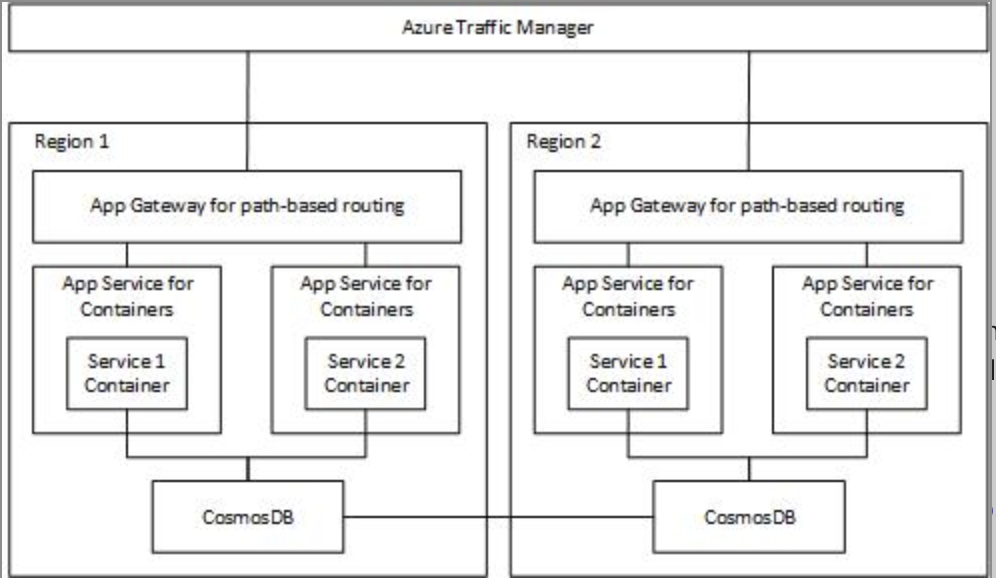 Azure Traffic Manager
Region 1
App Gateway for path-based routing
App Service for
Containers
Service 1
Container
App Service for
Containers
Service 2
Container
CosmosDB
Region 2
App Gateway for path-based routing
App Service for
Containers
Service 1
Container
App Service for
Containers
Service 2
Container
CosmosDB